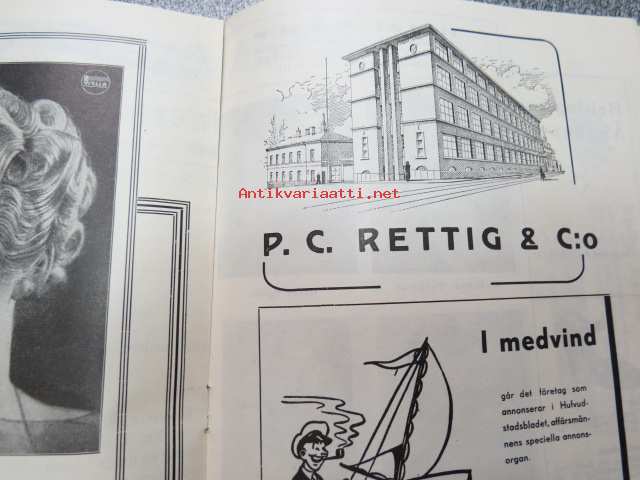 Antikvariaatti.net
P. C. RETTIG & C:o
I medvind
går det företag som
annonserar i Hufvud-
stadsbladet, affärsmän-
nens speciella annons-
organ.